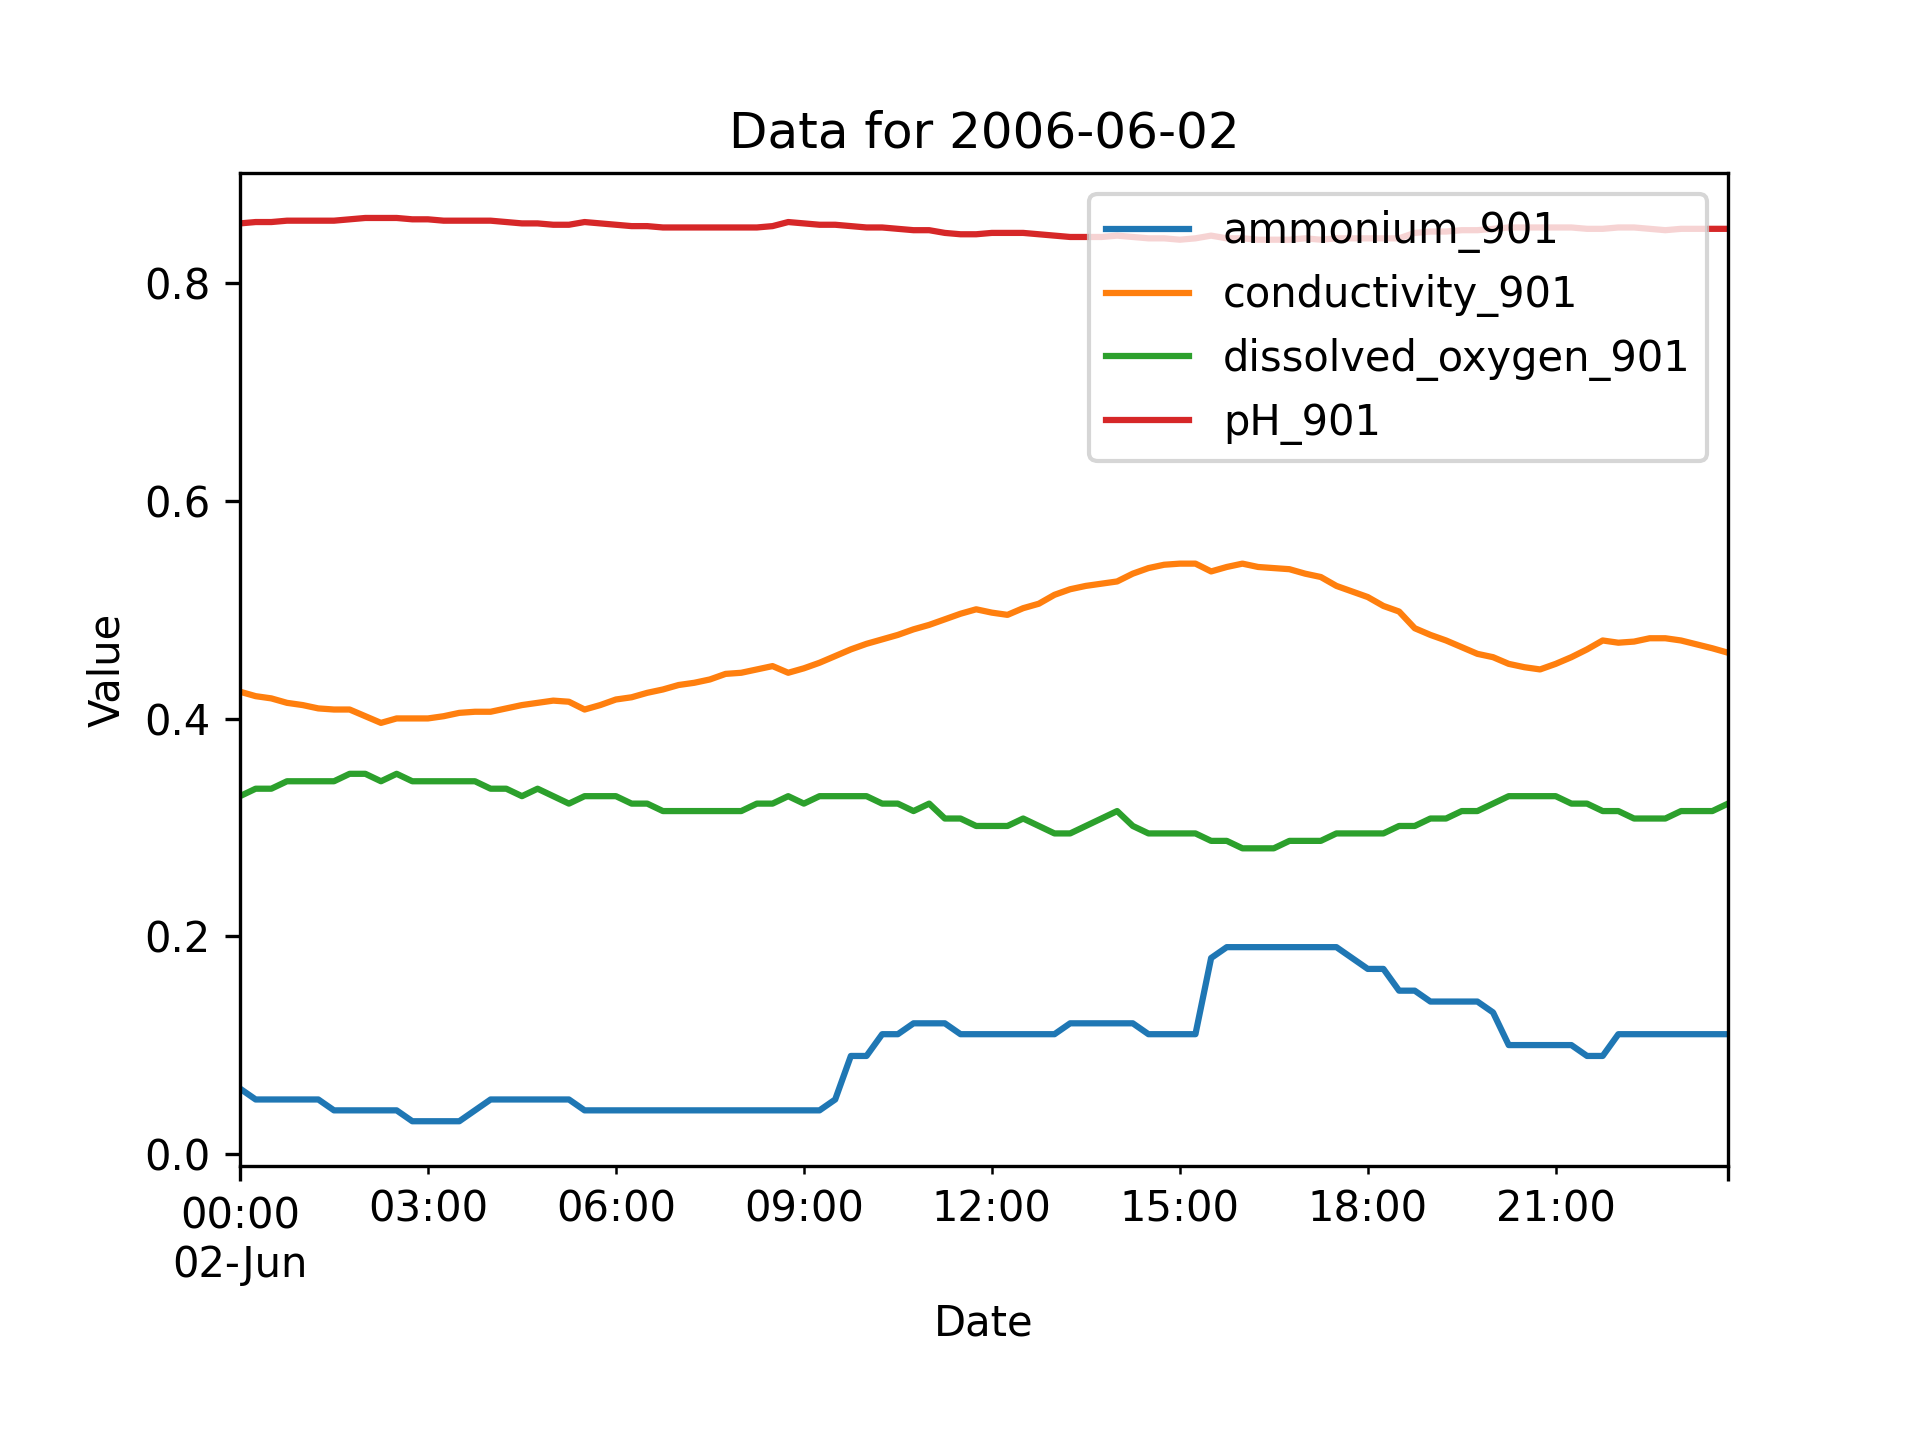 Data for 2006-06-02
ammonium_901
conductivity_901
dissolved_oxygen_901
pH_901
0.8
0.6
0.4
0.2
0.0
Value
00:00 03:00 06:00 09:00 12:00 15:00 18:00 21:00
02-Jun
Date